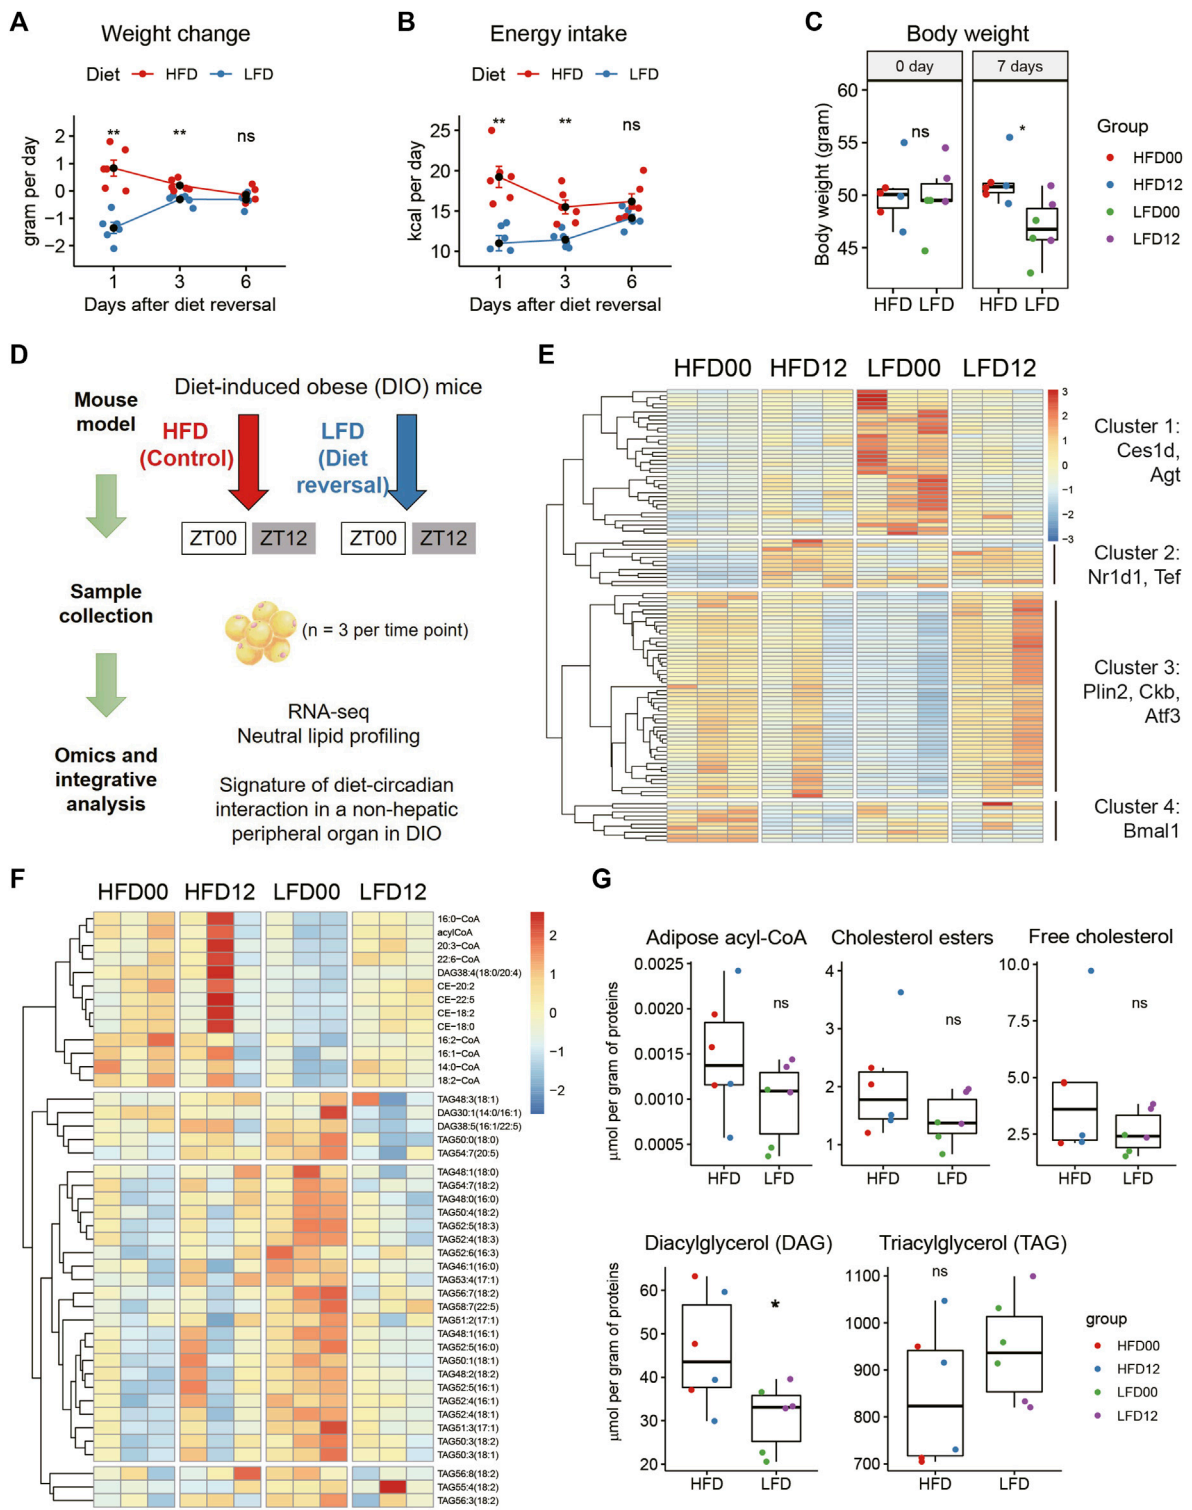 A
Weight change
Diet HFD LFD
** ** ns
2
1
0
−1
−2
gram per day
1 3 6
Days after diet reversal
B
Energy intake
Diet HFD LFD
** ** ns
25
20
15
10
kcal per day
1 3 6
Days after diet reversal
C
Body weight
0 day 7 days
60
55
50
45
Body weight (gram)
ns *
HFD LFD HFD LFD
Group
HFD00
HFD12
LFD00
LFD12
D
Mouse
model
Diet-induced obese (DIO) mice
HFD
(Control)
LFD
(Diet
reversal)
ZT00 ZT12 ZT00 ZT12
Sample
collection
(n = 3 per time point)
RNA-seq
Neutral lipid profiling
Omics and
integrative
analysis
Signature of diet-circadian
interaction in a non-hepatic
peripheral organ in DIO
E
HFD00 HFD12 LFD00 LFD12
3
2
1
0
−1
−2
−3
Cluster 1:
Ces1d,
Agt
Cluster 2:
Nr1d1, Tef
Cluster 3:
Plin2, Ckb,
Atf3
Cluster 4:
Bmal1
F
HFD00 HFD12 LFD00 LFD12
16:0−CoA
acylCoA
20:3−CoA
22:6−CoA
DAG38:4(18:0/20:4)
CE−20:2
CE−22:5
CE−18:2
CE−18:0
16:2−CoA
16:1−CoA
14:0−CoA
18:2−CoA
TAG48:3(18:1)
DAG30:1(14:0/16:1)
DAG38:5(16:1/22:5)
TAG50:0(18:0)
TAG54:7(20:5)
TAG48:1(18:0)
TAG54:7(18:2)
TAG48:0(16:0)
TAG50:4(18:2)
TAG52:5(18:3)
TAG52:4(18:3)
TAG52:6(16:3)
TAG46:1(16:0)
TAG53:4(17:1)
TAG56:7(18:2)
TAG58:7(22:5)
TAG51:2(17:1)
TAG48:1(16:1)
TAG52:5(16:0)
TAG50:1(18:1)
TAG48:2(18:2)
TAG52:5(16:1)
TAG52:4(16:1)
TAG52:4(18:1)
TAG51:3(17:1)
TAG50:3(18:2)
TAG50:3(18:1)
TAG56:8(18:2)
TAG55:4(18:2)
TAG56:3(18:2)
2
1
0
−1
−2
G
Adipose acyl-CoA
0.0025
0.0020
0.0015
0.0010
0.0005
μmol per gram of proteins
ns
HFD LFD
Cholesterol esters
4
3
2
1
ns
HFD LFD
Free cholesterol
10.0
7.5
5.0
2.5
ns
HFD LFD
Diacylglycerol (DAG)
60
50
40
30
20
μmol per gram of proteins
*
HFD LFD
Triacylglycerol (TAG)
1100
1000
900
800
700
ns
HFD LFD
group
HFD00
HFD12
LFD00
LFD12